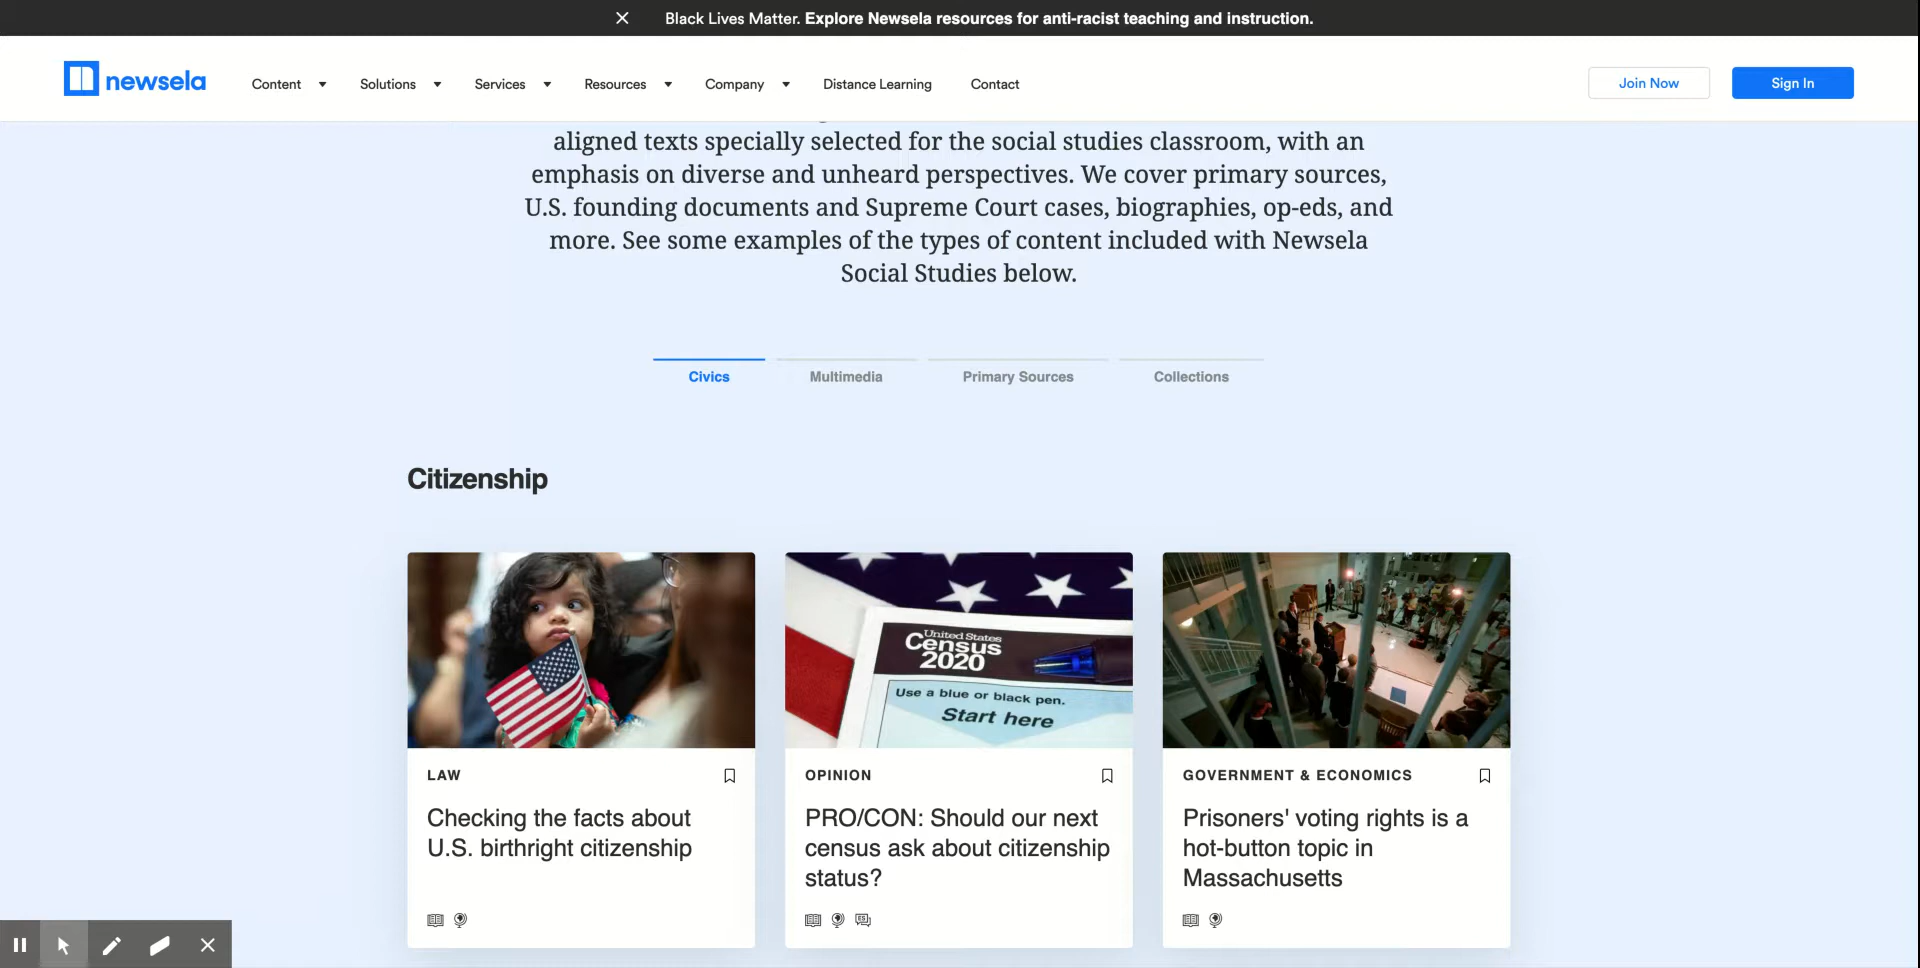 Black Lives Matter. Explore Newsela resources for anti-racist teaching and instruction.
newsela
Content
Solutions
Services
Resources
Company
Distance Learning
Contact
Join Now
Sign In
aligned texts specially selected for the social studies classroom, with an
emphasis on diverse and unheard perspectives. We cover primary sources,
U.S. founding documents and Supreme Court cases, biographies, op-eds, and
more. See some examples of the types of content included with Newsela
Social Studies below.
Civics
Multimedia
Primary Sources
Collections
Citizenship
United States
Census
2020
Use a blue or black pen.
Start here
LAW
Checking the facts about
U.S. birthright citizenship
OPINION
PRO/CON: Should our next
census ask about citizenship
status?
ES
GOVERNMENT & ECONOMICS
Prisoners' voting rights is a
hot-button topic in
Massachusetts